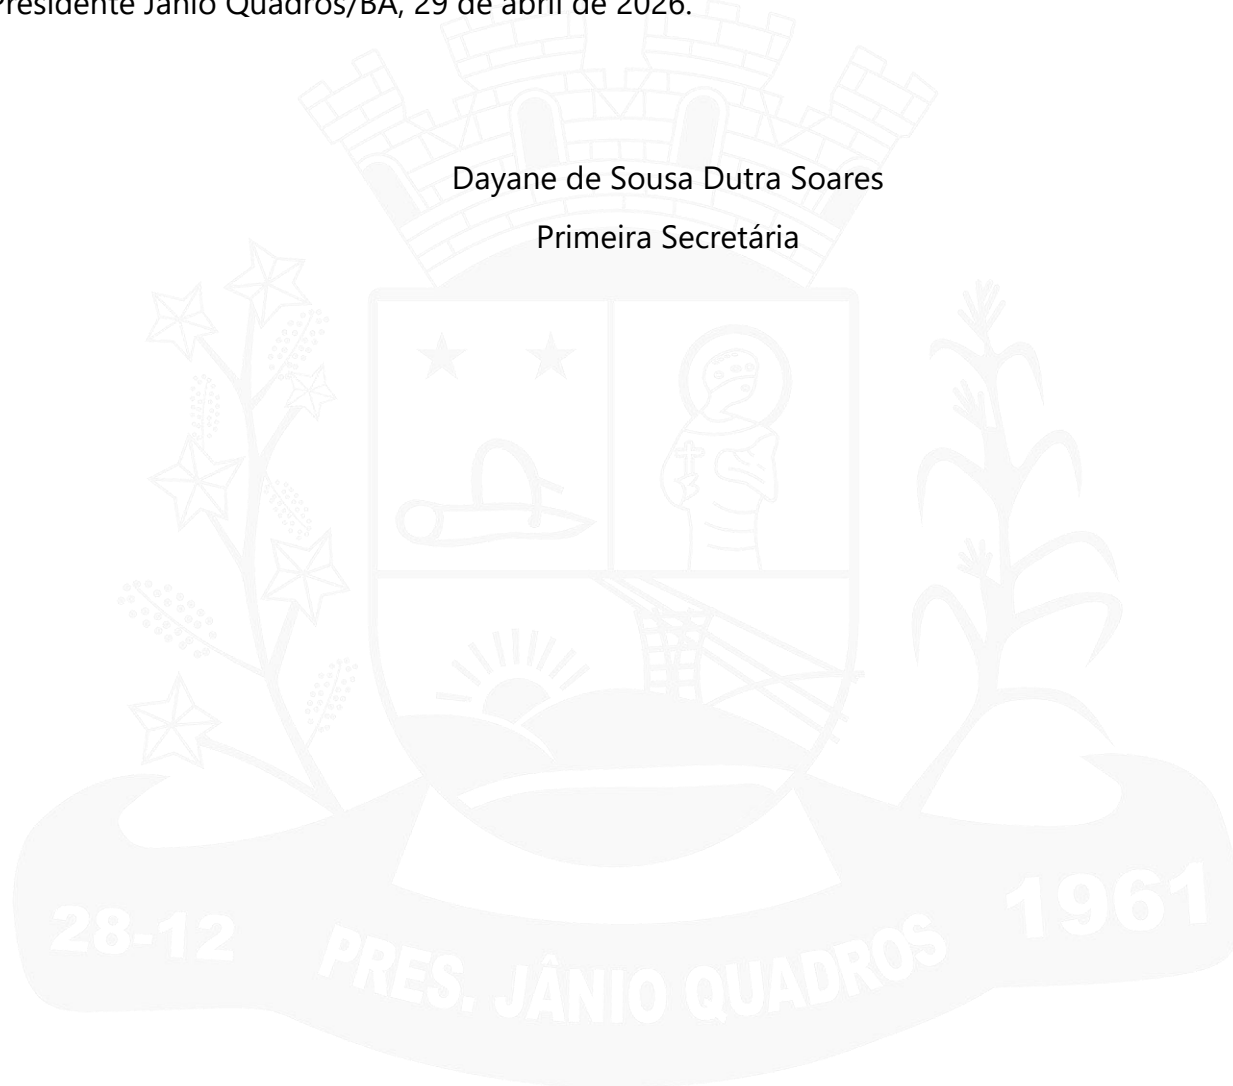 Presidente Jânio Quadros/BA, 29 de abril de 2026.
Dayane de Sousa Dutra Soares
Primeira Secretária
28-12
PRES. JÂNIO QUADROS
1961